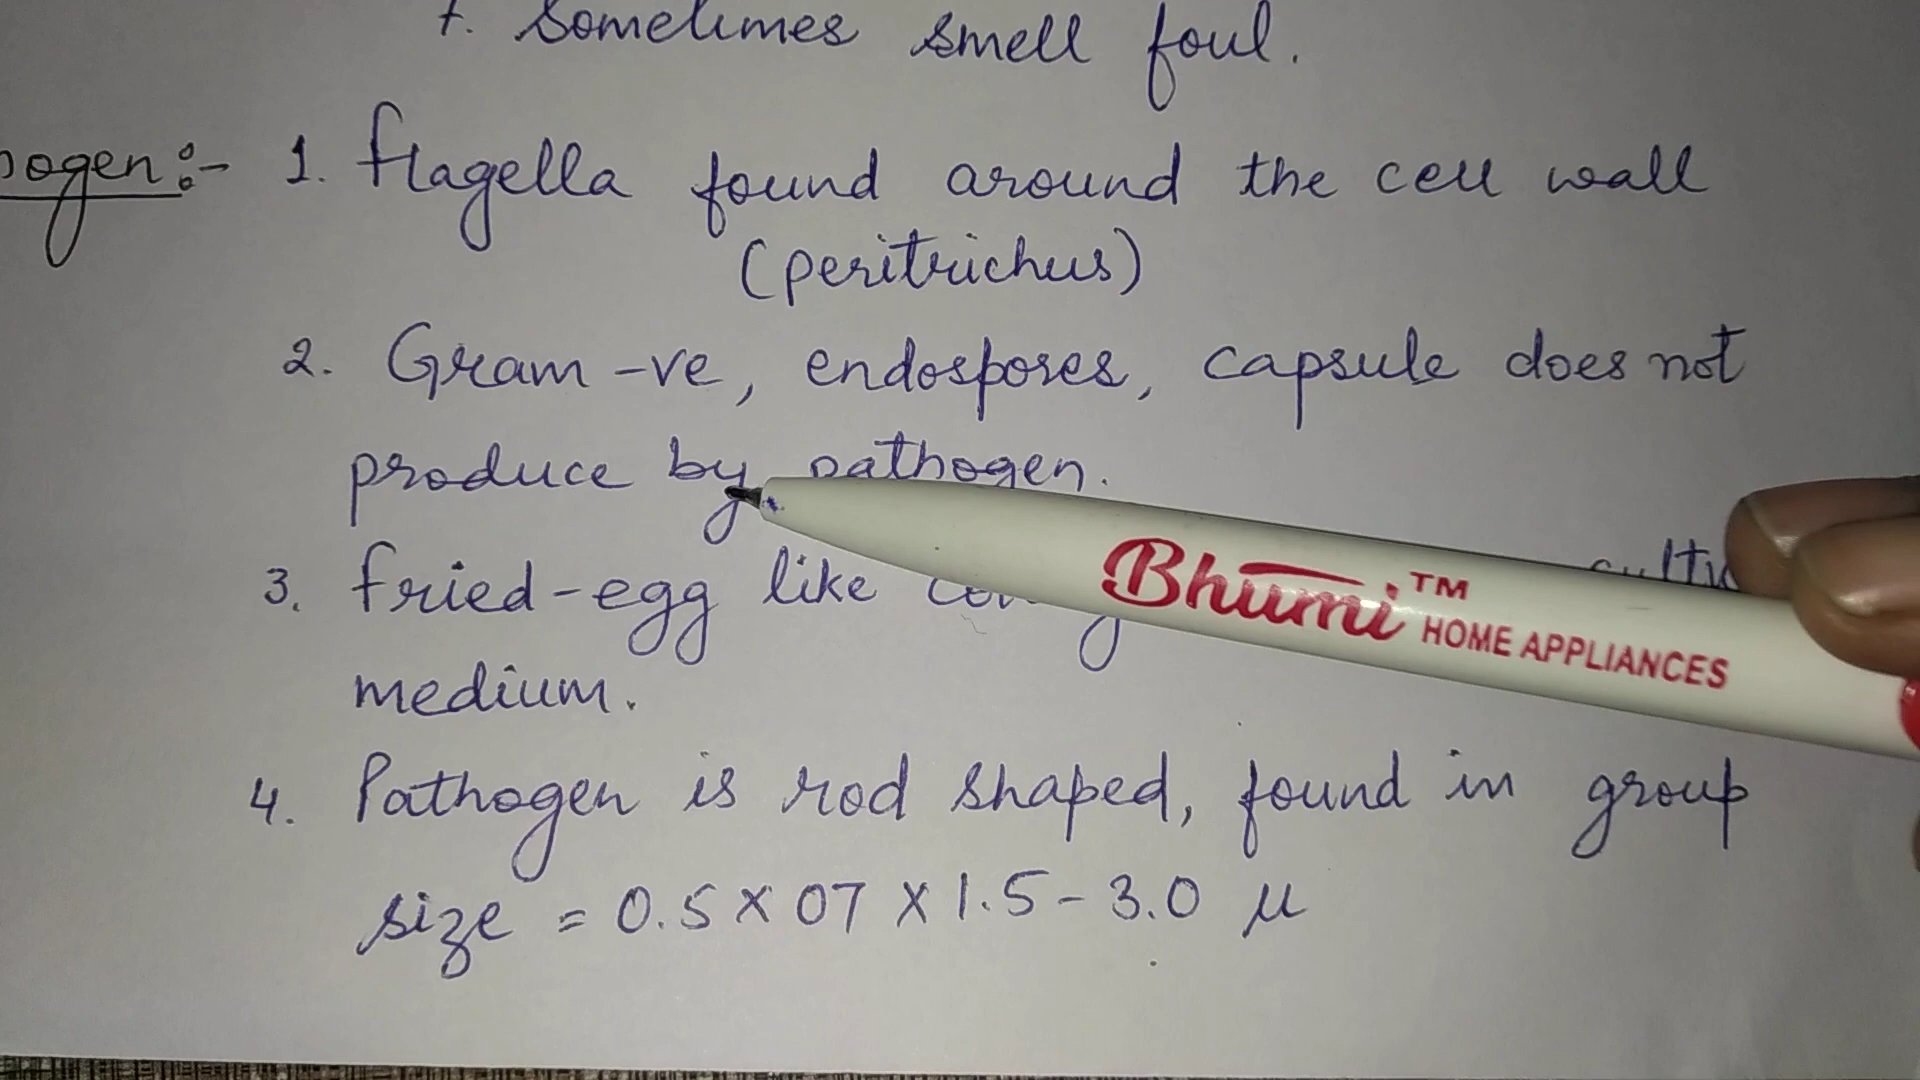 7. Sometimes smell foul.
ogen:- 1. flagella found around the cell wall
(peritrichus)
2. Gram -ve, endospores, capsule does not
produce by pathogen.
3. fried-egg like
medium.
4. Pathogen is rod shaped, found in group
size = 0.5 X 07 X 1.5 - 3.0 μ
Bhumi TM
HOME APPLIANCES